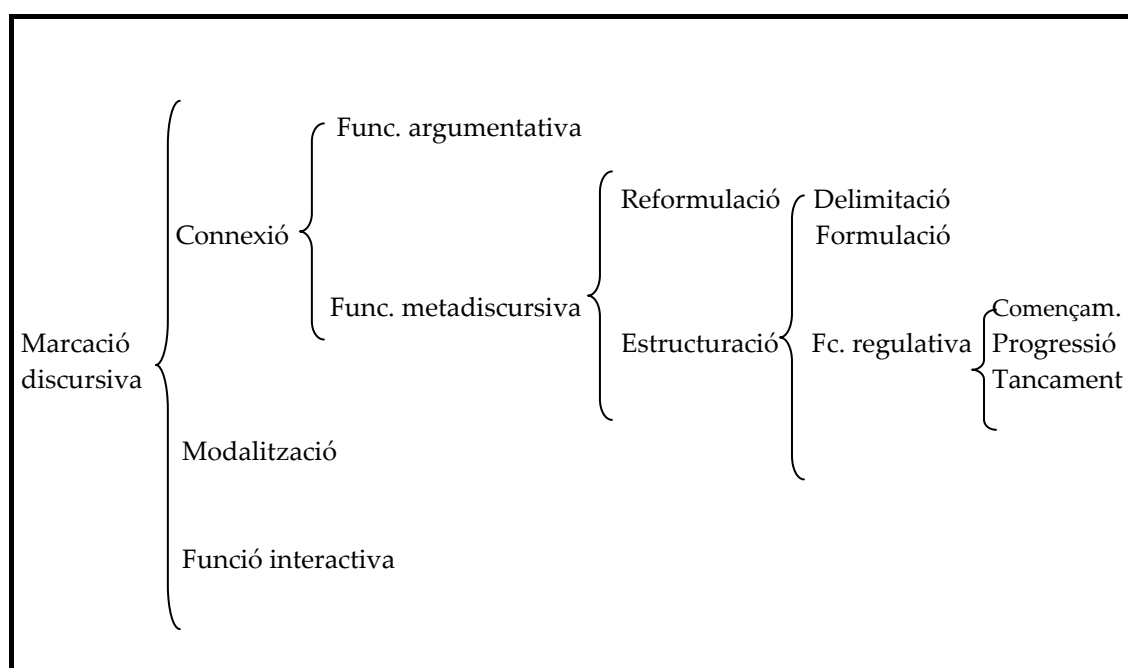 Func. argumentativa
Reformulació
Delimitació
Connexió
Formulació
Func. metadiscursiva
Començam.
Marcació
Estructuració
Fc. regulativa
Progressió
discursiva
Tancament
Modalització
Funció interactiva